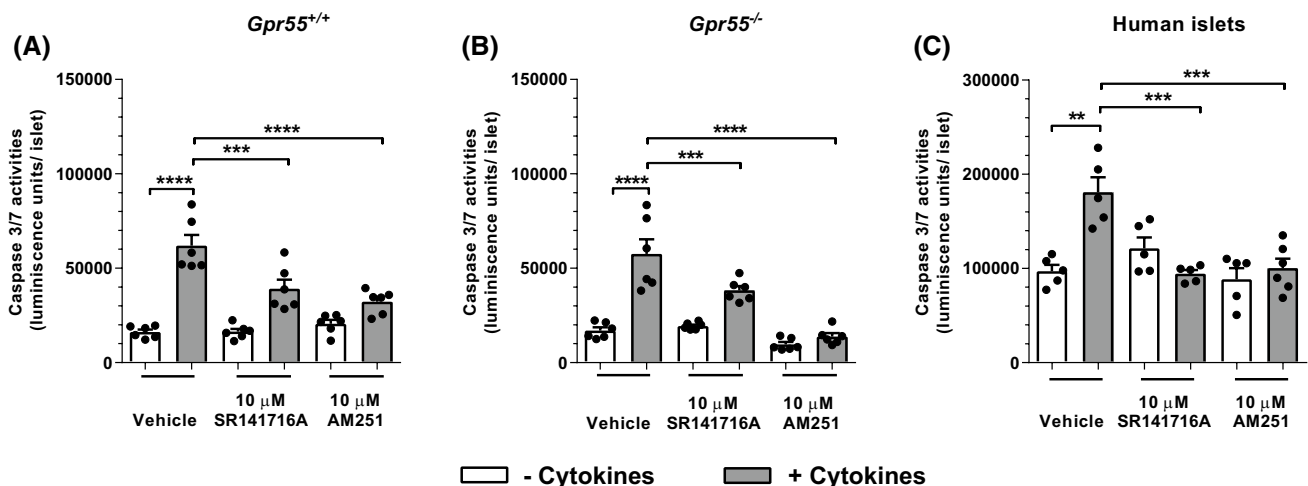 (A)
Gpr55+/+
Caspase 3/7 activities
(luminiscence units/ islet)
150000
100000
50000
0
****
***
****
Vehicle
10 μM
SR141716A
10 μM
AM251
(B)
Gpr55-/-
Caspase 3/7 activities
(luminiscence units/ islet)
150000
100000
50000
0
****
***
****
Vehicle
10 μM
SR141716A
10 μM
AM251
(C)
Human islets
Caspase 3/7 activities
(luminiscence units/ islet)
300000
200000
100000
0
***
***
**
Vehicle
10 μM
SR141716A
10 μM
AM251
- Cytokines
+ Cytokines